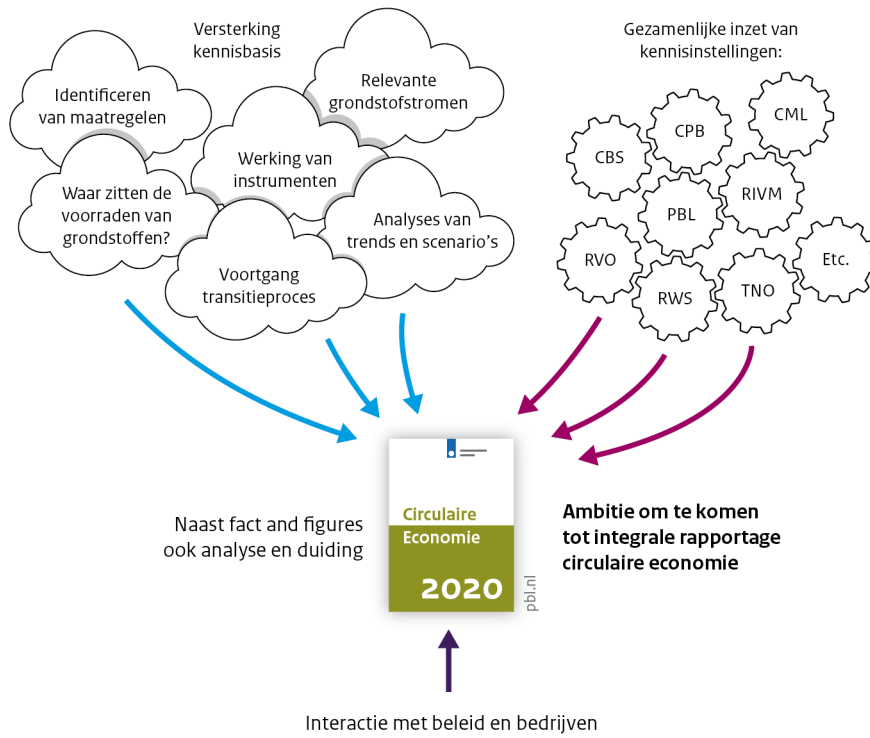 Versterking
kennisbasis
Identificeren
van maatregelen
Relevante
grondstofstromen
Werking van
instrumenten
Waar zitten de
voorraden van
grondstoffen?
Analyses van
trends en scenario's
Voortgang
transitieproces
Gezamenlijke inzet van
kennisinstellingen:
CML
CPB
CBS
RIVM
PBL
Etc.
RVO
TNO
RWS
Naast fact and figures
ook analyse en duiding
Circulaire
Economie
2020
pbl.nl
Ambitie om te komen
tot integrale rapportage
circulaire economie
Interactie met beleid en bedrijven